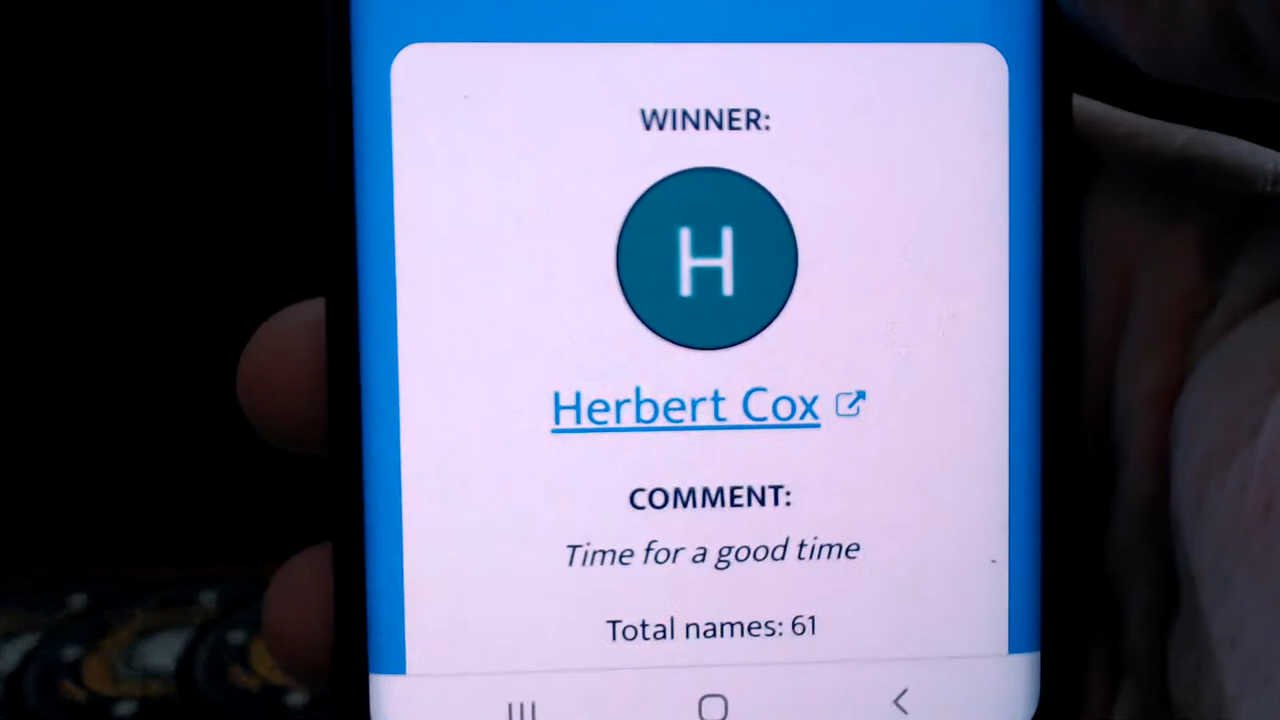 WINNER:
H
Herbert Cox
COMMENT:
Time for a good time
Total names: 61